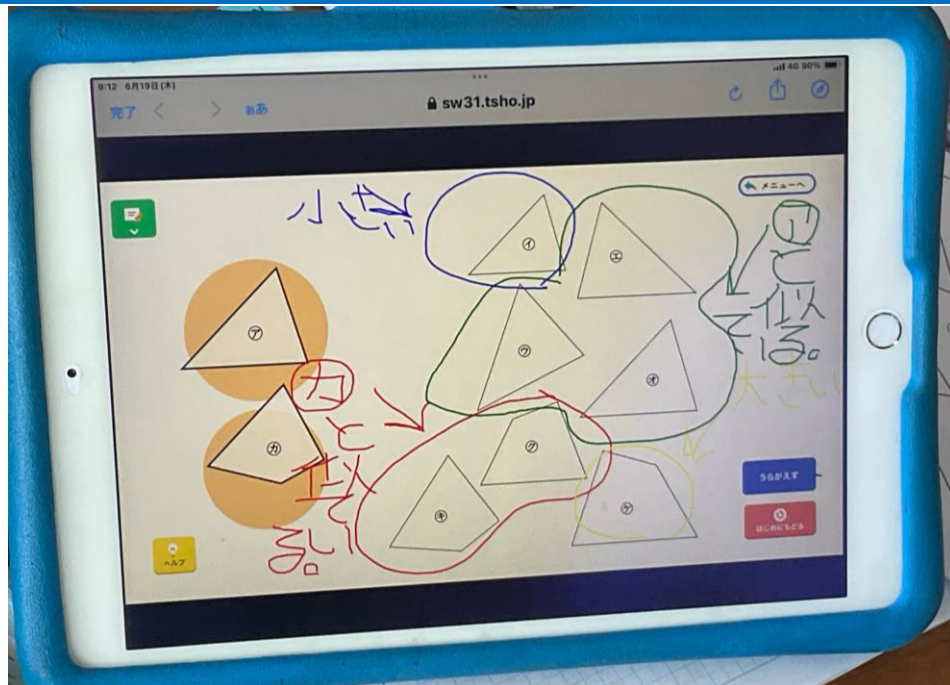 9:12 6月19日(木)
4G 90%
完了
ぁあ
sw31.tsho.jp
メニューへ
小さい
イ
エ
ア
と
似
ている。
ア
ウ
オ
大きい
カ
と
似て
いる。
カ
ク
キ
ケ
うらがえす
はじめにもどる
ヘルプ